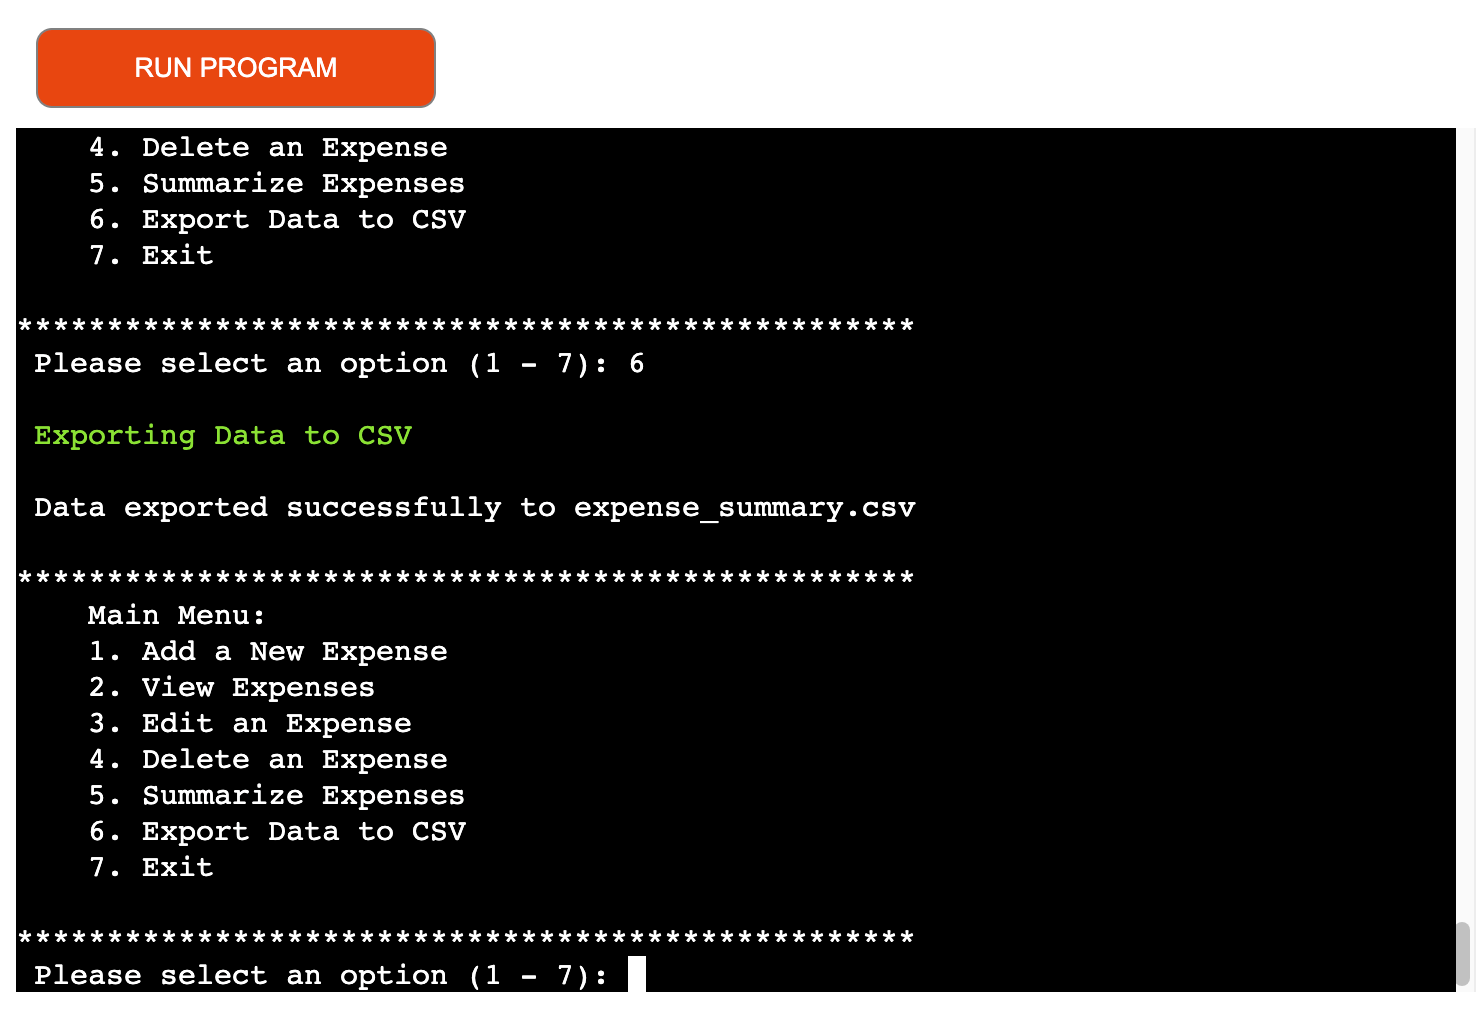 RUN PROGRAM
4. Delete an Expense
5. Summarize Expenses
6. Export Data to CSV
7. Exit
**************************************************
Please select an option (1 - 7): 6
Exporting Data to CSV
Data exported successfully to expense_summary.csv
**************************************************
Main Menu:
1. Add a New Expense
2. View Expenses
3. Edit an Expense
4. Delete an Expense
5. Summarize Expenses
6. Export Data to CSV
7. Exit
**************************************************
Please select an option (1 - 7):